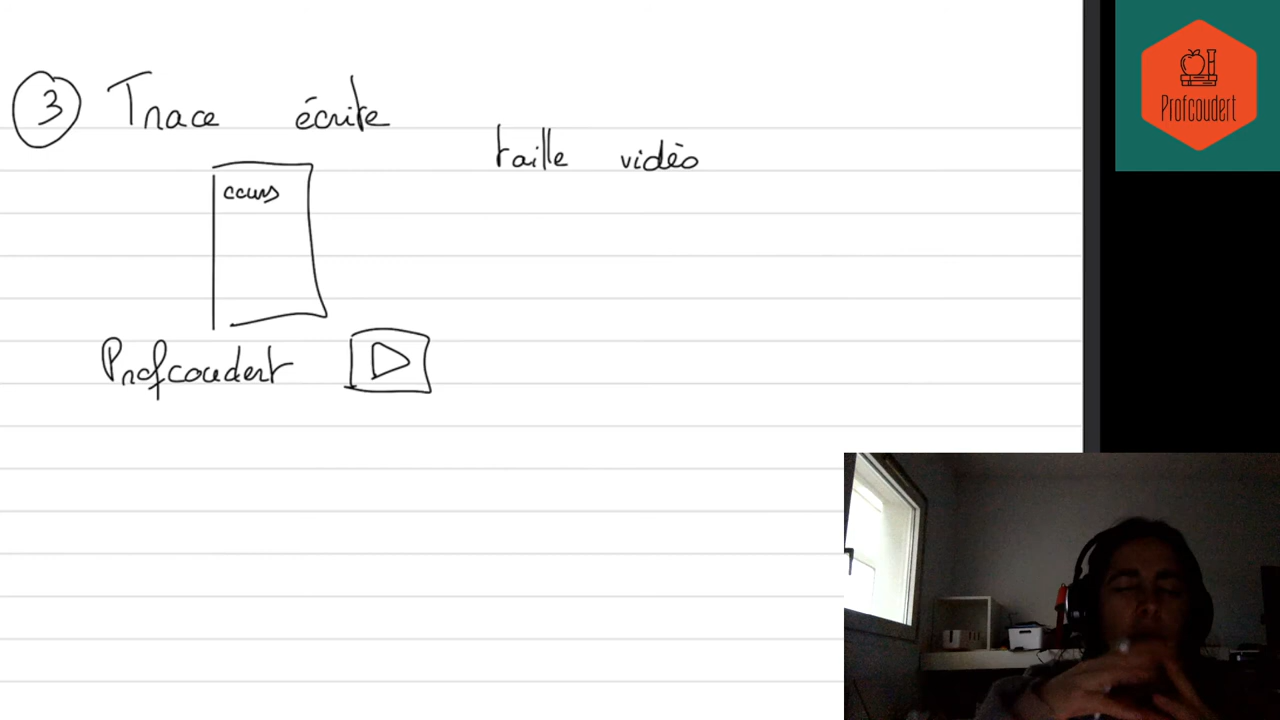 3 Trace écrite
taille vidéo
cours
Profcoudert
Profcoudert